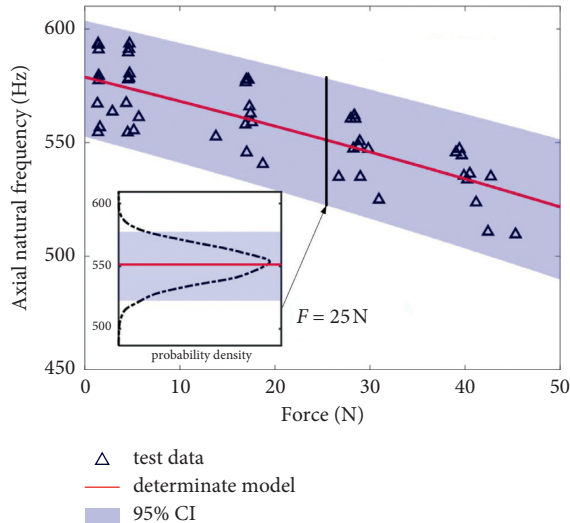 600
550
500
450
Axial natural frequency (Hz)
600
550
500
probability density
F = 25 N
0 10 20 30 40 50
Force (N)
test data
determinate model
95% CI